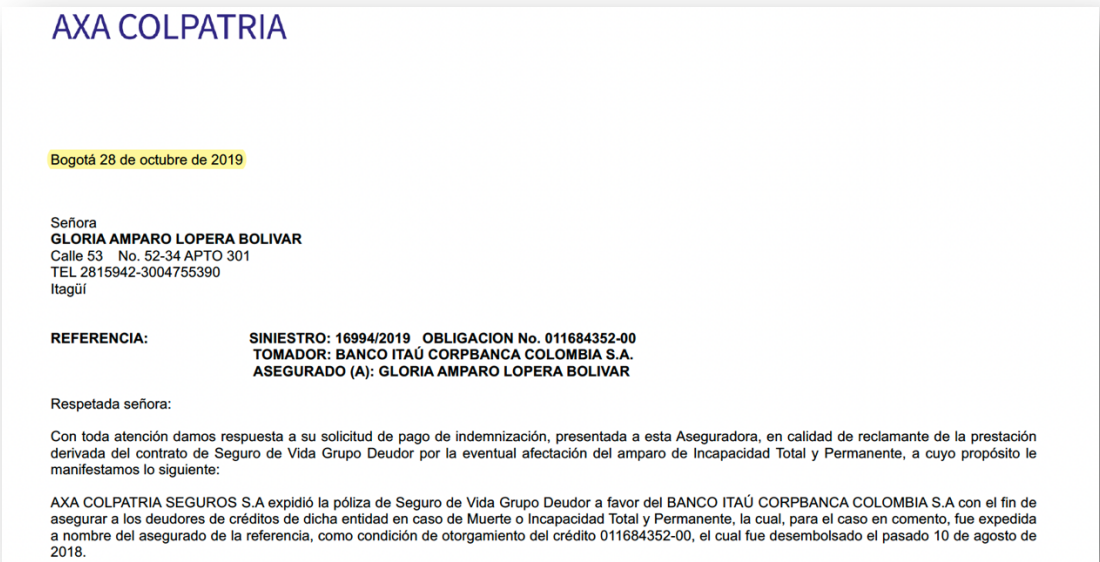 AXA COLPATRIA
Bogotá 28 de octubre de 2019
Señora
GLORIA AMPARO LOPERA BOLIVAR
Calle 53 No. 52-34 APTO 301
TEL 2815942-3004755390
Itagüí
REFERENCIA: SINIESTRO: 16994/2019 OBLIGACION No. 011684352-00
TOMADOR: BANCO ITAÚ CORPBANCA COLOMBIA S.A.
ASEGURADO (A): GLORIA AMPARO LOPERA BOLIVAR
Respetada señora:
Con toda atención damos respuesta a su solicitud de pago de indemnización, presentada a esta Aseguradora, en calidad de reclamante de la prestación
derivada del contrato de Seguro de Vida Grupo Deudor por la eventual afectación del amparo de Incapacidad Total y Permanente, a cuyo propósito le
manifestamos lo siguiente:
AXA COLPATRIA SEGUROS S.A expidió la póliza de Seguro de Vida Grupo Deudor a favor del BANCO ITAÚ CORPBANCA COLOMBIA S.A con el fin de
asegurar a los deudores de créditos de dicha entidad en caso de Muerte o Incapacidad Total y Permanente, la cual, para el caso en comento, fue expedida
a nombre del asegurado de la referencia, como condición de otorgamiento del crédito 011684352-00, el cual fue desembolsado el pasado 10 de agosto de
2018.